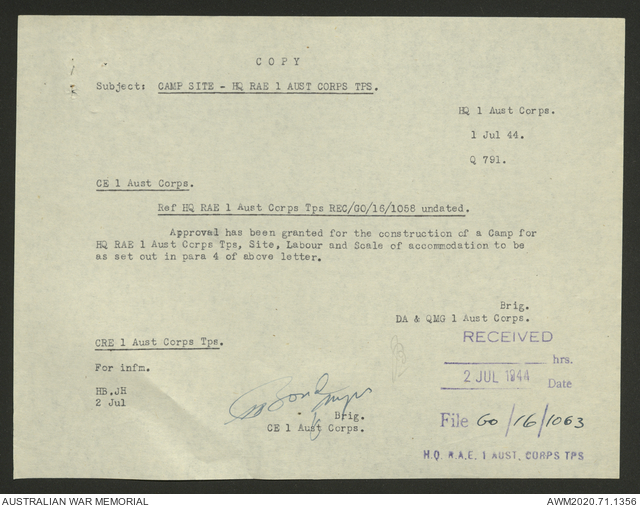 COPY
Subject: CAMP SITE - HQ RAE 1 AUST CORPS TPS.
HQ 1 Aust Corps.
1 Jul 44.
Q 791.
CE 1 Aust Corps.
Ref HQ RAE 1 Aust Corps Tps REC/GO/16/1056 undated.
Approval has been granted for the construction of a Camp for
HQ RAE 1 Aust Corps Tps, Site, Labour and Scale of accommodation to be
as set out in para 4 of above letter.
Brig.
DA & QMG 1 Aust Corps.
CRE 1 Aust Corps Tps.
For infm.
HB.JH
2 Jul
Brig.
CE 1 Aust Corps.
RECEIVED
hrs.
2 JUL 1944 Date
File GO/16/1063
H.Q. R.A.E. 1 AUST. CORPS TPS
AUSTRALIAN WAR MEMORIAL
AWM2020.71.1356